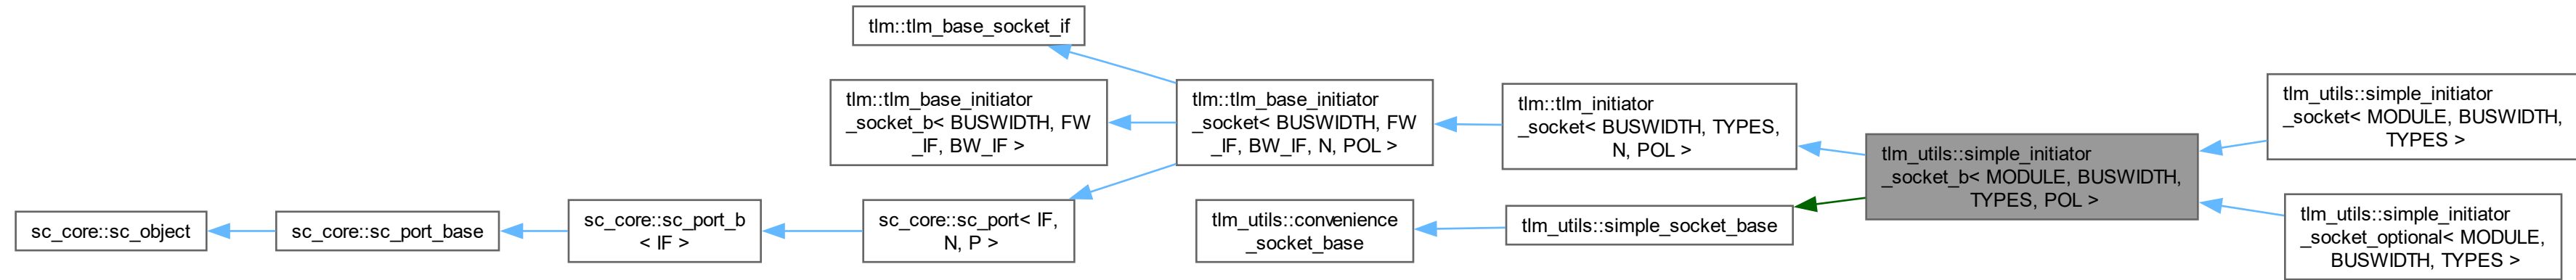 tlm::tlm_base_socket_if
tlm::tlm_base_initiator
_socket_b< BUSWIDTH, FW
_IF, BW_IF >
tlm::tlm_base_initiator
_socket< BUSWIDTH, FW
_IF, BW_IF, N, POL >
tlm::tlm_initiator
_socket< BUSWIDTH, TYPES,
N, POL >
tlm_utils::simple_initiator
_socket_b< MODULE, BUSWIDTH,
TYPES, POL >
tlm_utils::simple_initiator
_socket< MODULE, BUSWIDTH,
TYPES >
sc_core::sc_object
sc_core::sc_port_base
sc_core::sc_port_b
< IF >
sc_core::sc_port< IF,
N, P >
tlm_utils::convenience
_socket_base
tlm_utils::simple_socket_base
tlm_utils::simple_initiator
_socket_optional< MODULE,
BUSWIDTH, TYPES >